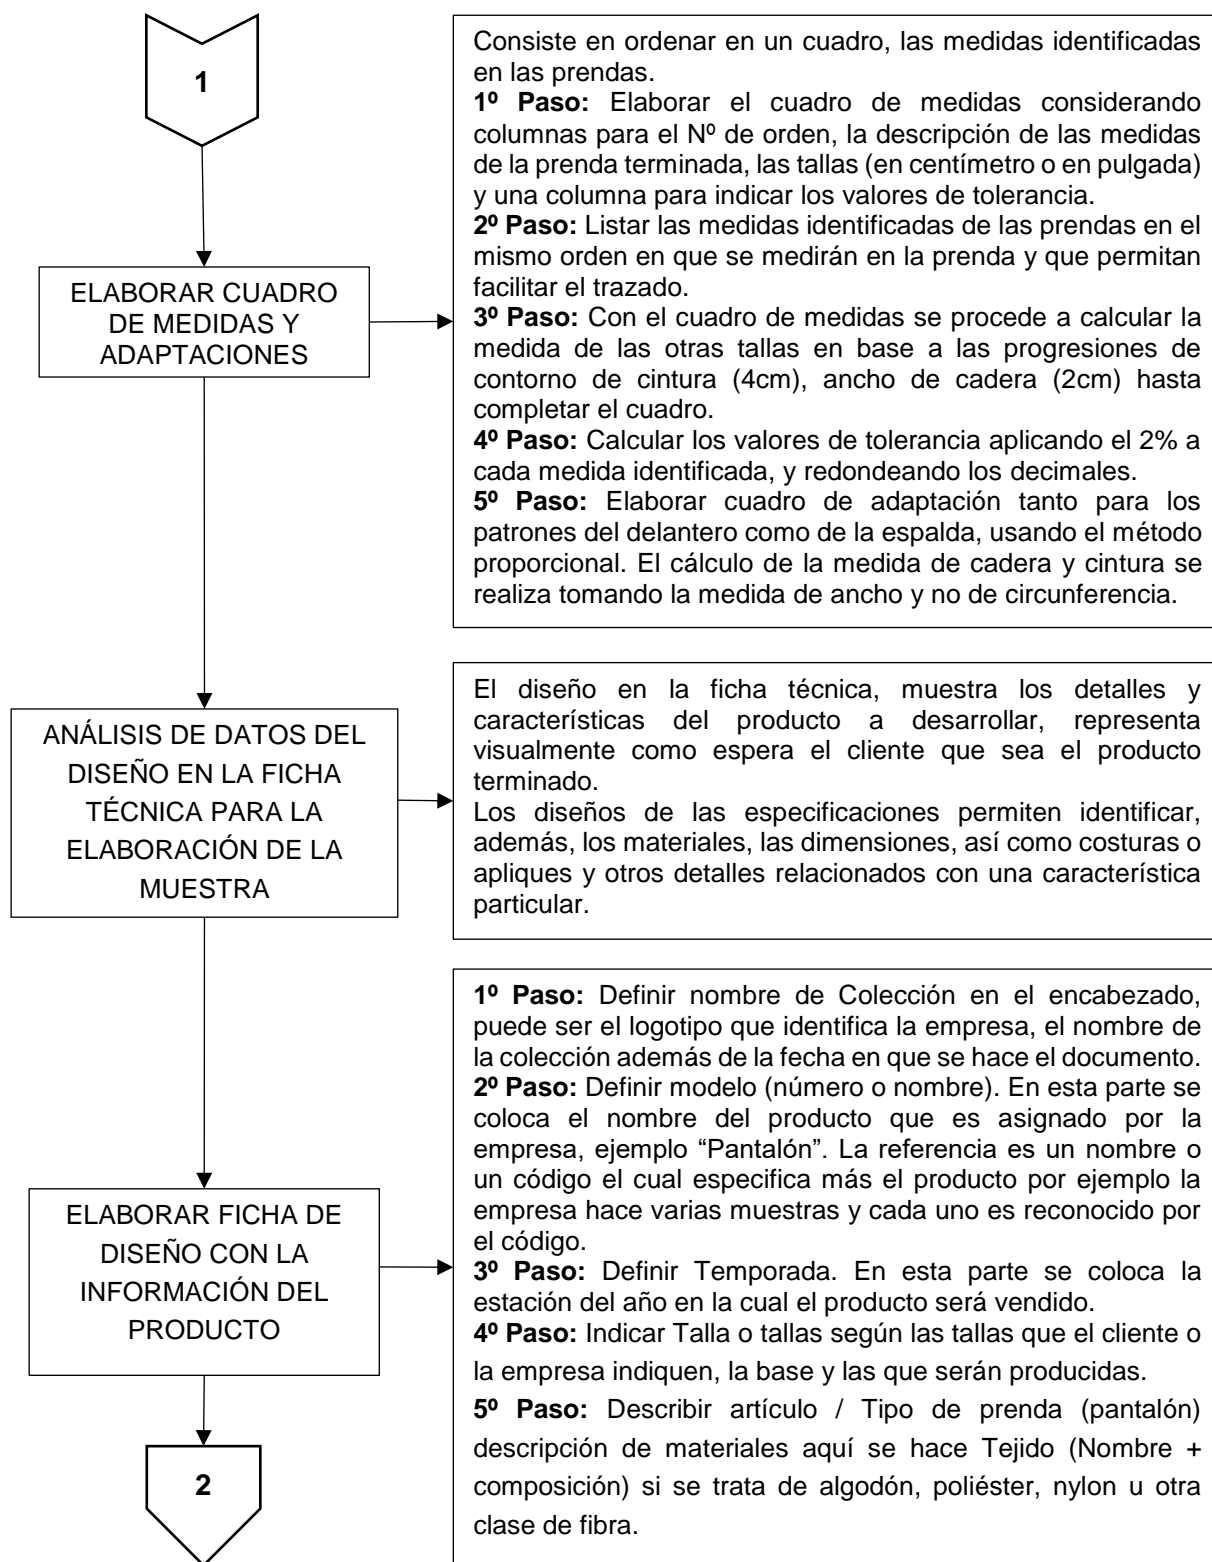 1
Consiste en ordenar en un cuadro, las medidas identificadas
en las prendas.
1º Paso: Elaborar el cuadro de medidas considerando
columnas para el Nº de orden, la descripción de las medidas
de la prenda terminada, las tallas (en centímetro o en pulgada)
y una columna para indicar los valores de tolerancia.
2º Paso: Listar las medidas identificadas de las prendas en el
mismo orden en que se medirán en la prenda y que permitan
facilitar el trazado.
3º Paso: Con el cuadro de medidas se procede a calcular la
medida de las otras tallas en base a las progresiones de
contorno de cintura (4cm), ancho de cadera (2cm) hasta
completar el cuadro.
4º Paso: Calcular los valores de tolerancia aplicando el 2% a
cada medida identificada, y redondeando los decimales.
5º Paso: Elaborar cuadro de adaptación tanto para los
patrones del delantero como de la espalda, usando el método
proporcional. El cálculo de la medida de cadera y cintura se
realiza tomando la medida de ancho y no de circunferencia.
ELABORAR CUADRO
DE MEDIDAS Y
ADAPTACIONES
ANÁLISIS DE DATOS DEL
DISEÑO EN LA FICHA
TÉCNICA PARA LA
ELABORACIÓN DE LA
MUESTRA
El diseño en la ficha técnica, muestra los detalles y
características del producto a desarrollar, representa
visualmente como espera el cliente que sea el producto
terminado.
Los diseños de las especificaciones permiten identificar,
además, los materiales, las dimensiones, así como costuras o
apliques y otros detalles relacionados con una característica
particular.
ELABORAR FICHA DE
DISEÑO CON LA
INFORMACIÓN DEL
PRODUCTO
1º Paso: Definir nombre de Colección en el encabezado,
puede ser el logotipo que identifica la empresa, el nombre de
la colección además de la fecha en que se hace el documento.
2º Paso: Definir modelo (número o nombre). En esta parte se
coloca el nombre del producto que es asignado por la
empresa, ejemplo “Pantalón”. La referencia es un nombre o
un código el cual especifica más el producto por ejemplo la
empresa hace varias muestras y cada uno es reconocido por
el código.
3º Paso: Definir Temporada. En esta parte se coloca la
estación del año en la cual el producto será vendido.
4º Paso: Indicar Talla o tallas según las tallas que el cliente o
la empresa indiquen, la base y las que serán producidas.
5º Paso: Describir artículo / Tipo de prenda (pantalón)
descripción de materiales aquí se hace Tejido (Nombre +
composición) si se trata de algodón, poliéster, nylon u otra
clase de fibra.
2